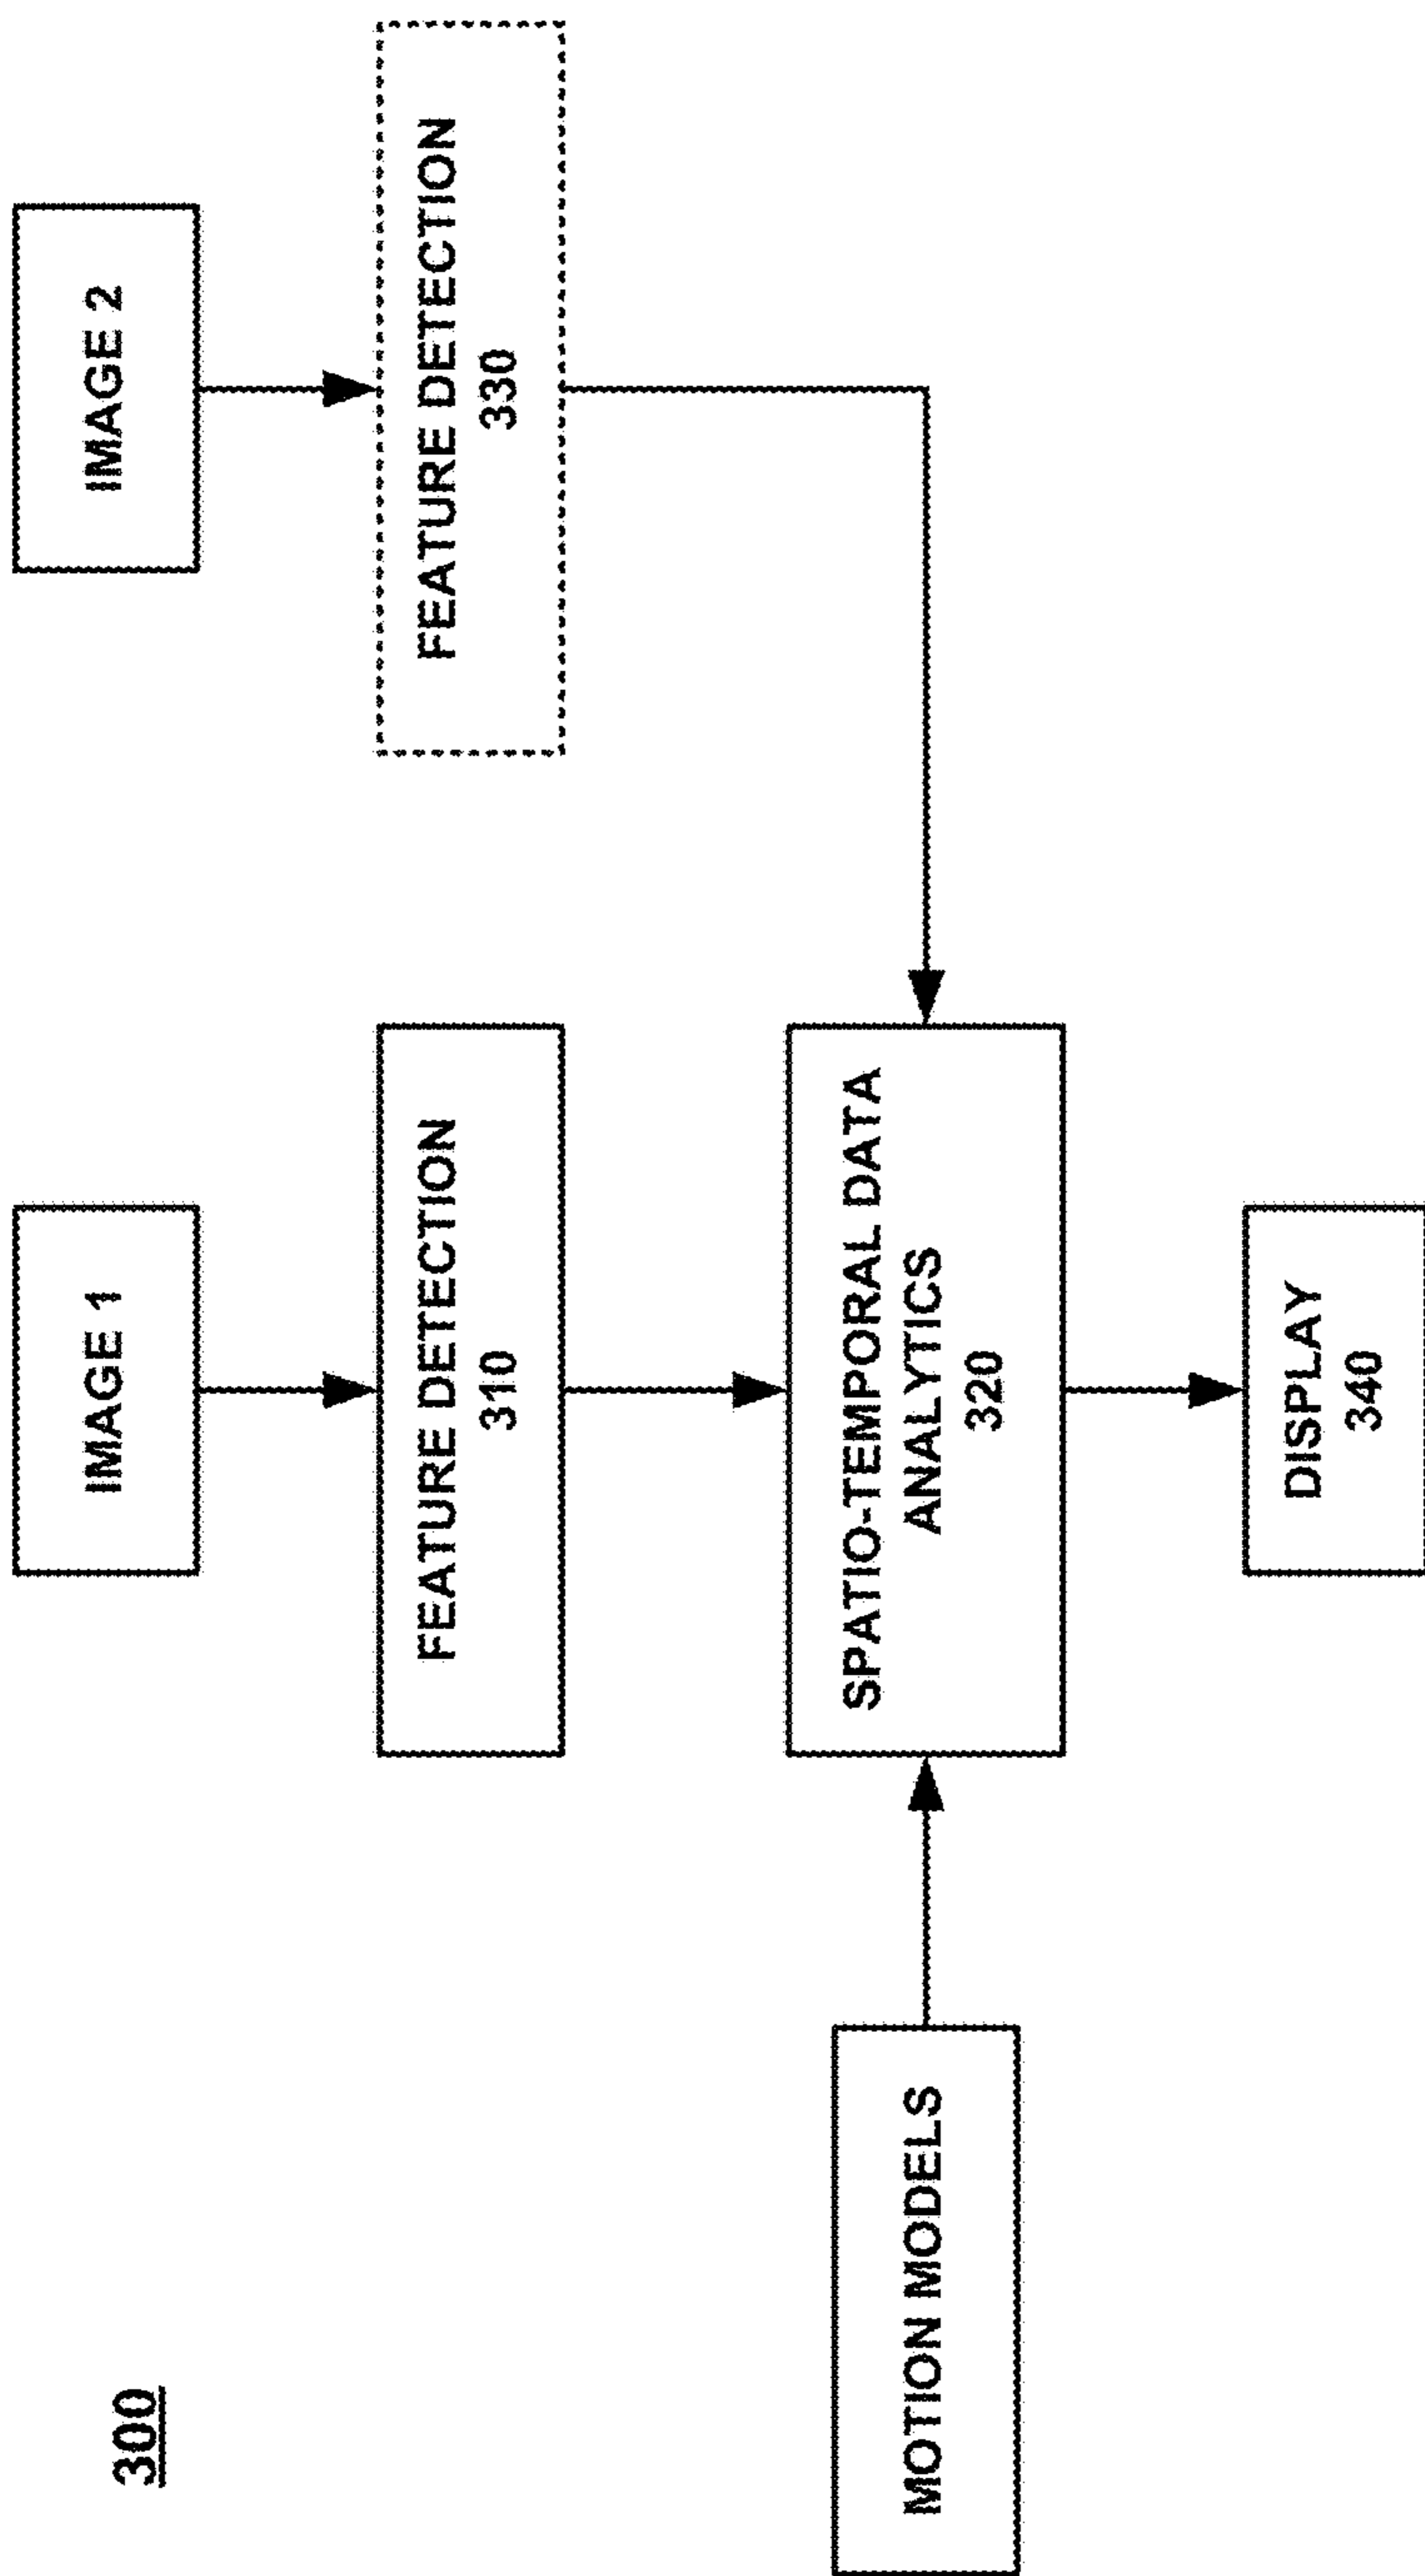 300
IMAGE 1
IMAGE 2
FEATURE DETECTION
310
FEATURE DETECTION
330
MOTION MODELS
SPATIO-TEMPORAL DATA
ANALYTICS
320
DISPLAY
340